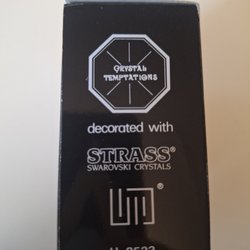 CRYSTAL
TEMPTATIONS
decorated with
STRASS®
SWAROVSKI CRYSTALS
®